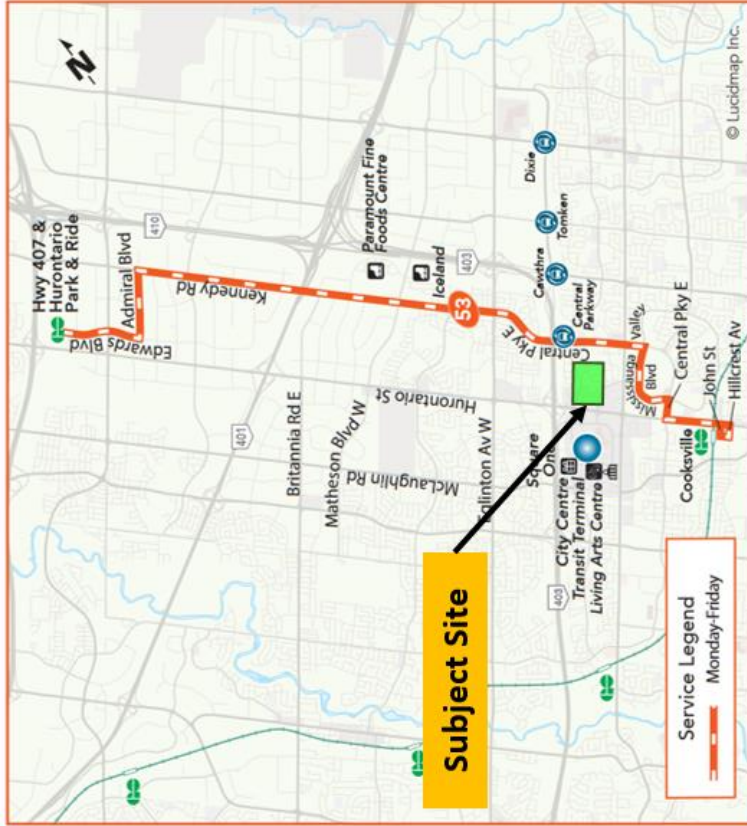 N
Hwy 407 &
Hurontario
Park & Ride
Admiral Blvd
Edwards Blvd
410
Kennedy Rd
Paramount Fine
Foods Centre
Iceland
403
53
401
Britannia Rd E
Matheson Blvd W
McLaughlin Rd
Hurontario St
Eglinton Av W
Central Pky E
Central
Parkway
Cawthra
Tomken
Dixie
Square
One
City Centre
Transit Terminal
Living Arts Centre
403
Mississauga Valley
Blvd
Central Pky E
John St
Hillcrest Av
Cooksville
Subject Site
Service Legend
Monday-Friday
© Lucidmap Inc.